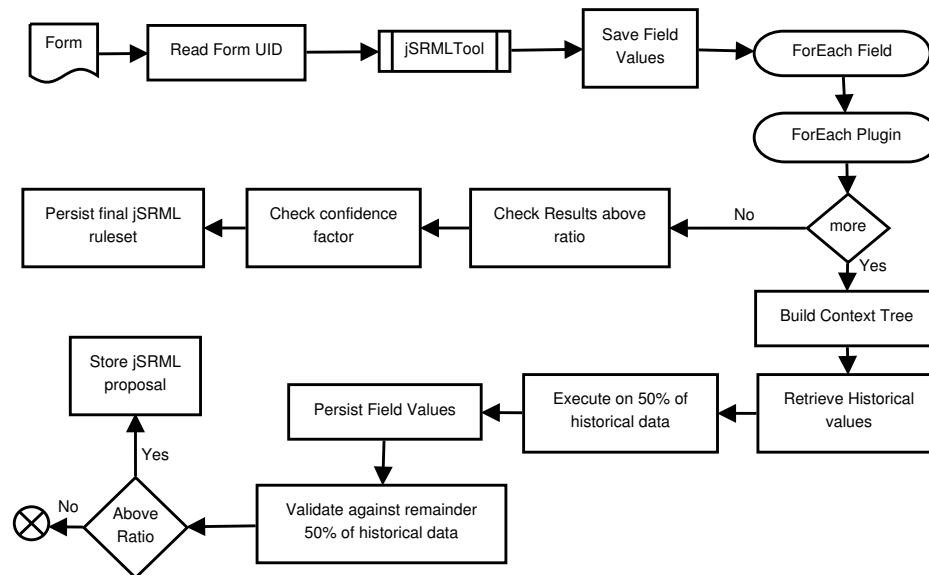 Form
Read Form UID
jSRMLTool
Save Field
Values
ForEach Field
ForEach Plugin
more
No
Yes
Check Results above
ratio
Check confidence
factor
Persist final jSRML
ruleset
Build Context Tree
Retrieve Historical
values
Execute on 50% of
historical data
Persist Field Values
Validate against remainder
50% of historical data
Above
Ratio
Yes
No
Store jSRML
proposal